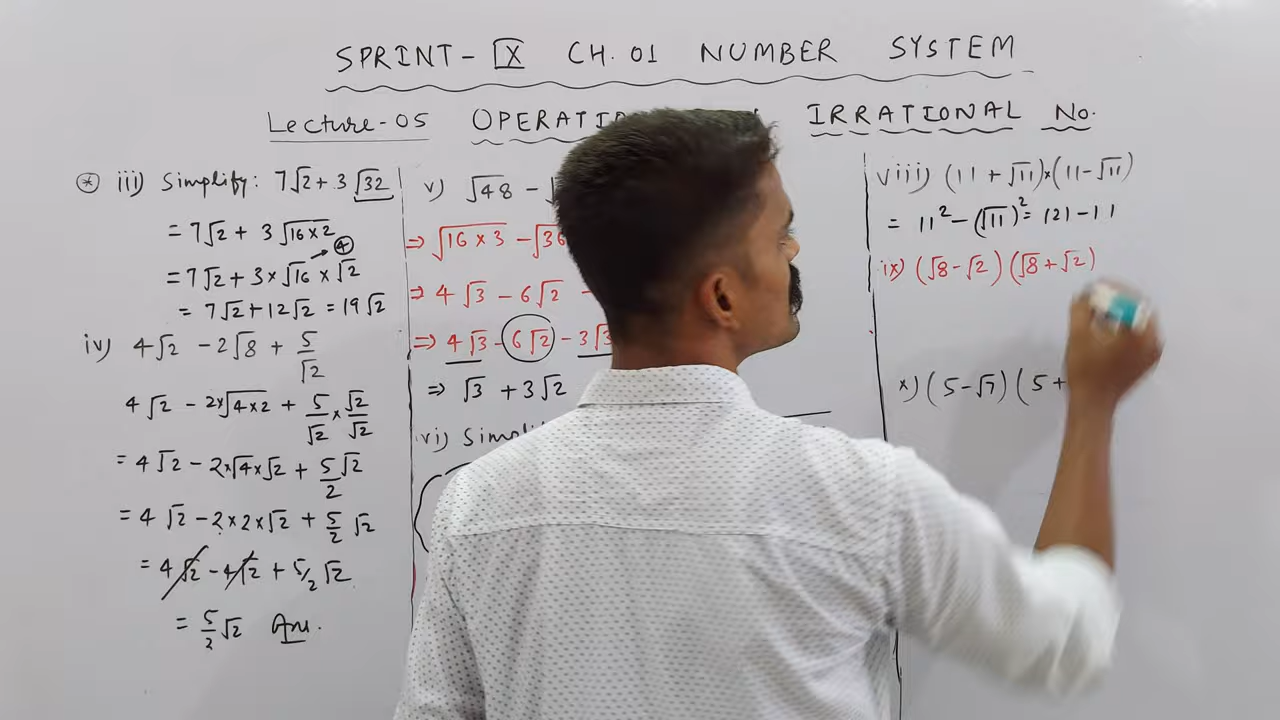 SPRINT- IX CH. 01 NUMBER SYSTEM
Lecture-05 IRRATIONAL No.
* iii) Simplify: 7√2 + 3√32
= 7√2 + 3√16×2
4
= 7√2 + 3×√16 × √2
= 7√2 + 12√2 = 19√2
iv) 4√2 - 2√8 + 5/√2
4√2 - 2×√4×2 + 5/√2 × √2/√2
= 4√2 - 2×√4×√2 + 5/2 √2
= 4√2 - 2×2×√2 + 5/2 √2
= 4√2 - 4√2 + 5/2 √2
= 5/2 √2 Ans.
v) √48 - √
⇒ √16×3 - √36
⇒ 4√3 - 6√2 -
⇒ 4√3 - 6√2 - 3√3
⇒ √3 + 3√2
vi)
viii) (11 + √11)×(11 - √11)
= 11² - (√11)² = 121 - 11
ix) (√8 - √2) (√8 + √2)
x) (5 - √7) (5 +